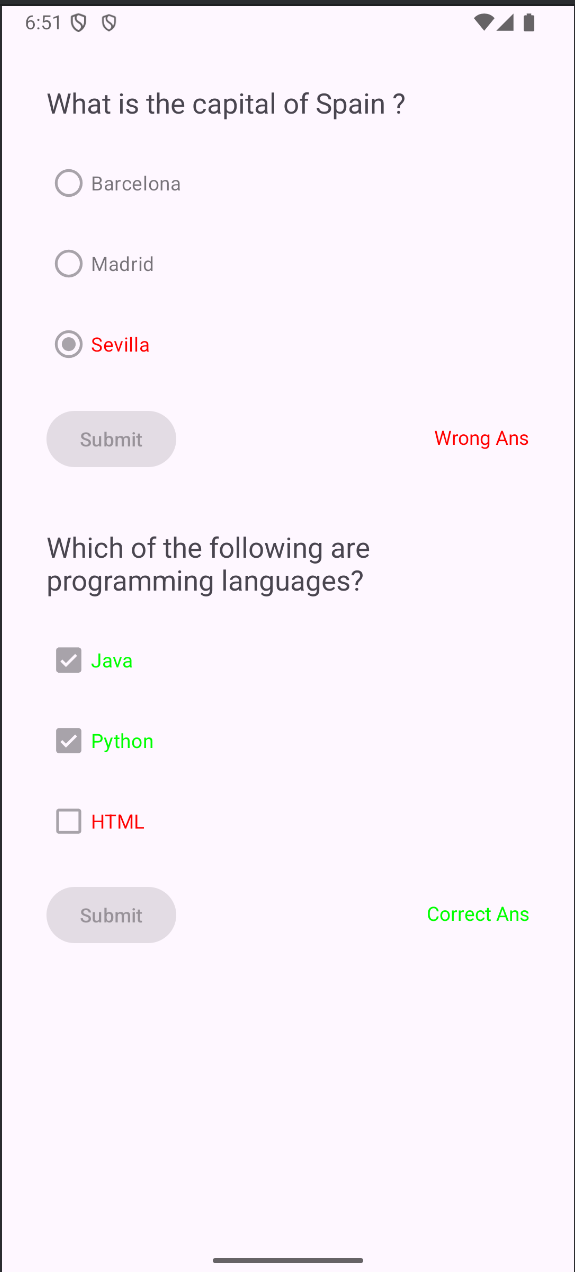 6:51
What is the capital of Spain ?
Barcelona
Madrid
Sevilla
Submit
Wrong Ans
Which of the following are
programming languages?
Java
Python
HTML
Submit
Correct Ans